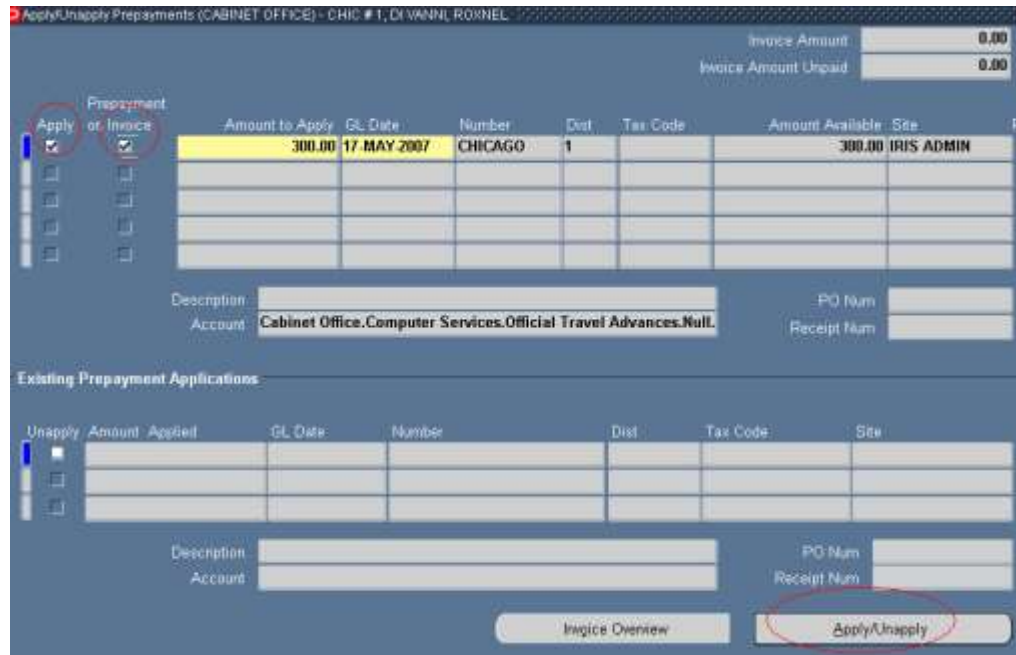 Apply/Unapply Prepayments (CABINET OFFICE) - CHIC # 1, DI VANNI, ROXNEL
Invoice Amount 0.00
Invoice Amount Unpaid 0.00
Prepayment
Apply on Invoice Amount to Apply GL Date Number Dist Tax Code Amount Available Site
300.00 17-MAY-2007 CHICAGO 1 300.00 IRIS ADMIN
Description PO Num
Account Cabinet Office.Computer Services.Official Travel Advances.Null. Receipt Num
Existing Prepayment Applications
Unapply Amount Applied GL Date Number Dist Tax Code Site
Description PO Num
Account Receipt Num
Invoice Overview Apply/Unapply